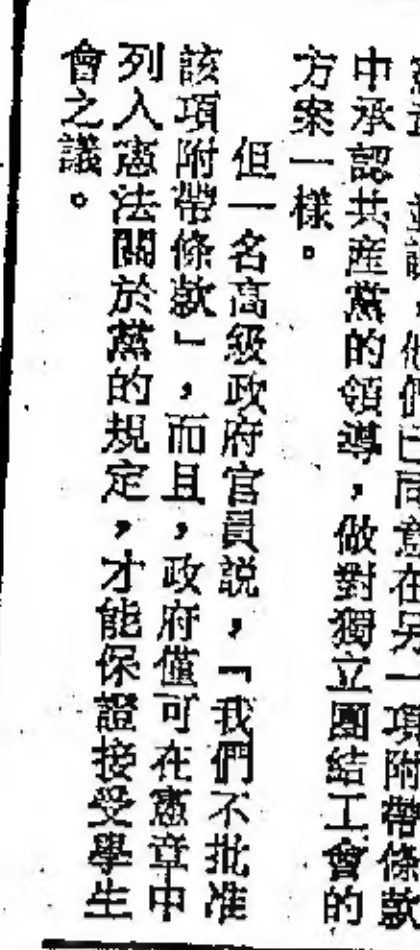 他們已同意在另一項附帶條款
中承認共産黨的領導，做對獨立團結工會的
方案一樣。
但一名高級政府官員説，「我們不批准
該項附帶條款」，而且，政府僅可在憲章中
列入憲法關於黨的規定，才能保證接受學生
會之議。